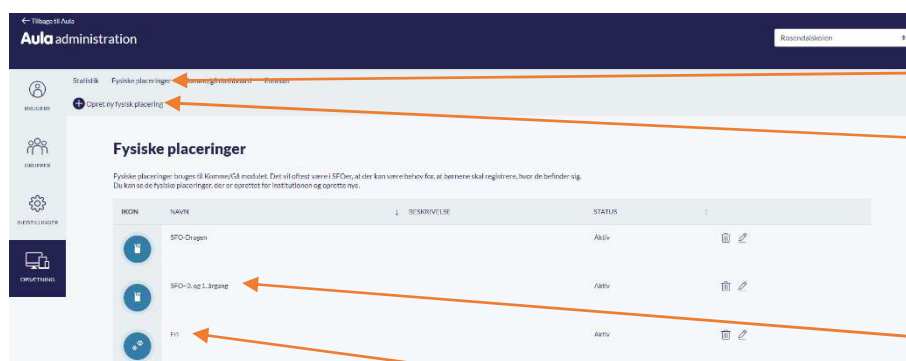 ← Tilbage til Aula
Aula administration
Rosendalskolen
Statistik Fysiske placeringer Komme/gå dashboard
Opret ny fysisk placering
BRUGERE
GRUPPER
INDSTILLINGER
OPSÆTNING
Fysiske placeringer
Fysiske placeringer bruges til Komme/Gå modulet. Det vil oftest være i SFOer, at der kan være behov for, at børnene skal registrere, hvor de befinder sig.
Du kan se de fysiske placeringer, der er oprettet for institutionen og oprette nye.
IKON NAVN ↓ BESKRIVELSE STATUS
SFO-Dragen Aktiv
SFO- 0. og 1. årgang Aktiv
Fri Aktiv